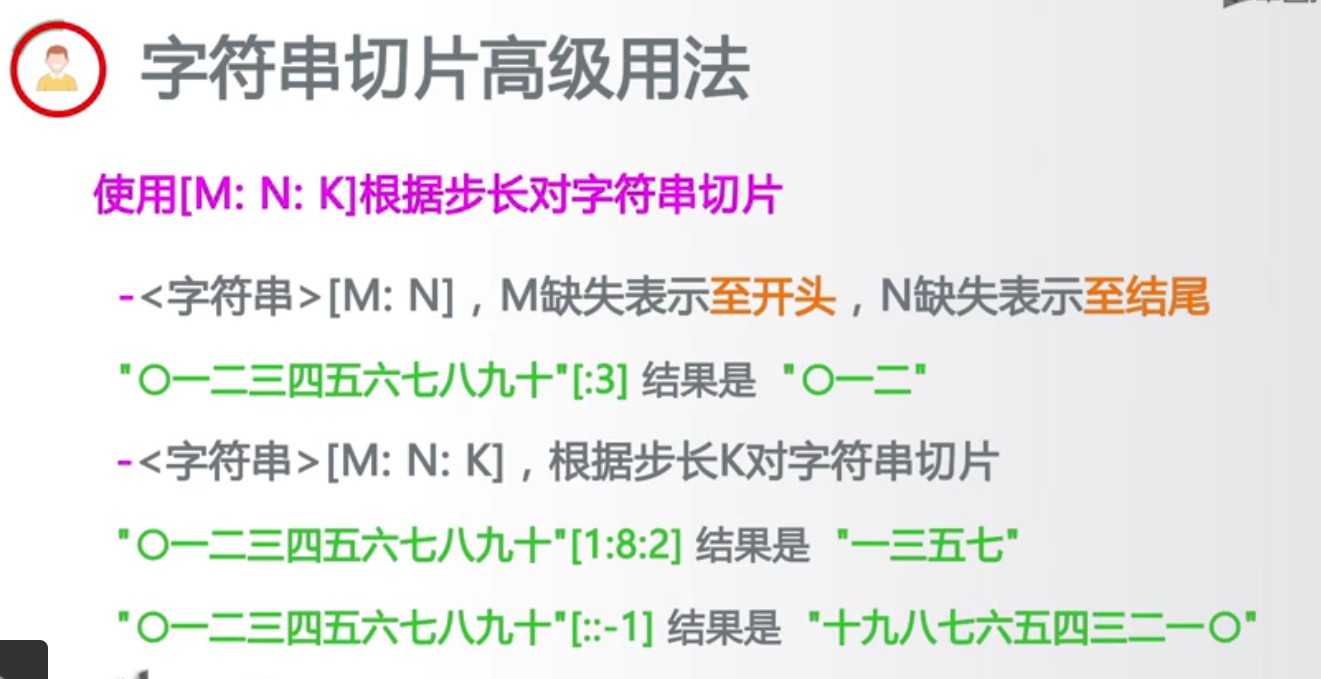 字符串切片高级用法
使用[M: N: K]根据步长对字符串切片
-<字符串>[M: N]，M缺失表示至开头，N缺失表示至结尾
"〇一二三四五六七八九十"[:3] 结果是 "〇一二"
-<字符串>[M: N: K]，根据步长K对字符串切片
"〇一二三四五六七八九十"[1:8:2] 结果是 "一三五七"
"〇一二三四五六七八九十"[::-1] 结果是 "十九八七六五四三二一〇"